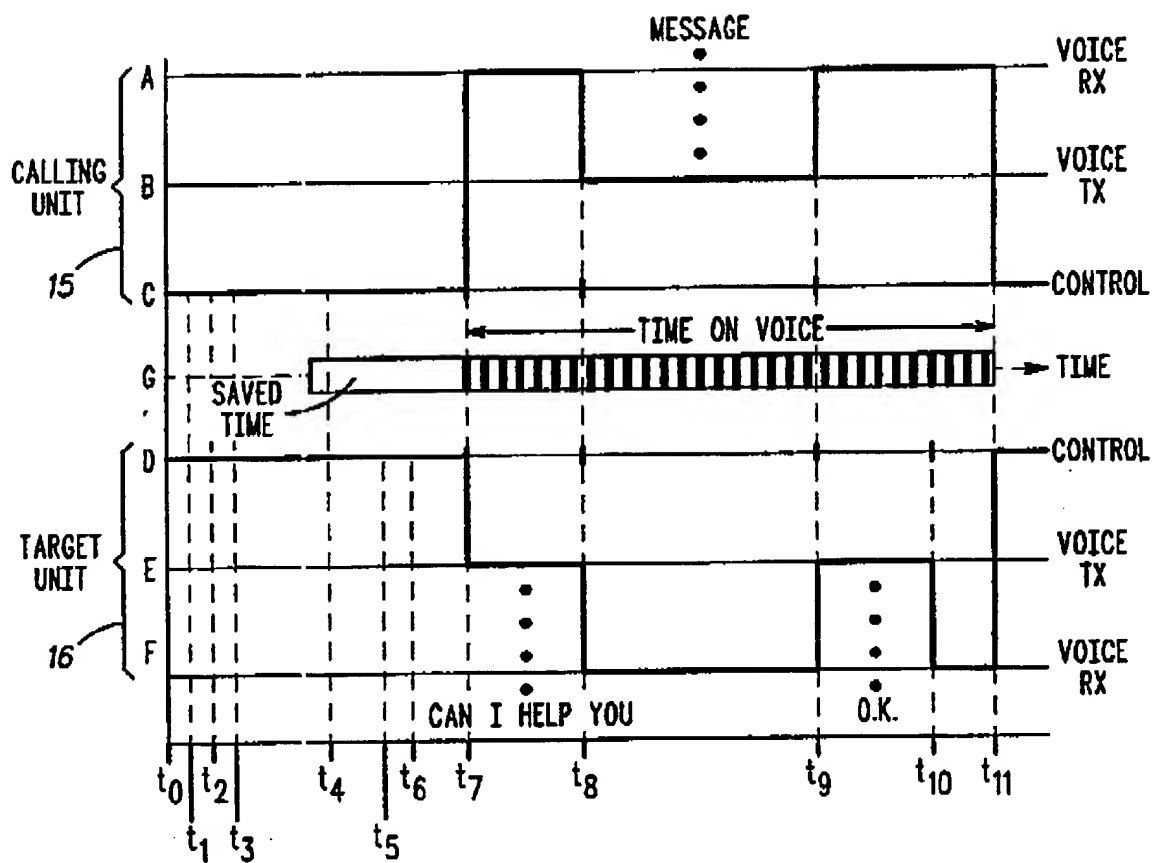 MESSAGE
A
VOICE
RX
CALLING
UNIT
B
VOICE
TX
15
C
CONTROL
TIME ON VOICE
G
SAVED
TIME
TIME
D
CONTROL
TARGET
UNIT
E
VOICE
TX
16
F
VOICE
RX
CAN I HELP YOU
O.K.
t0 t2 t4 t6 t7 t8 t9 t10 t11
t1 t3 t5